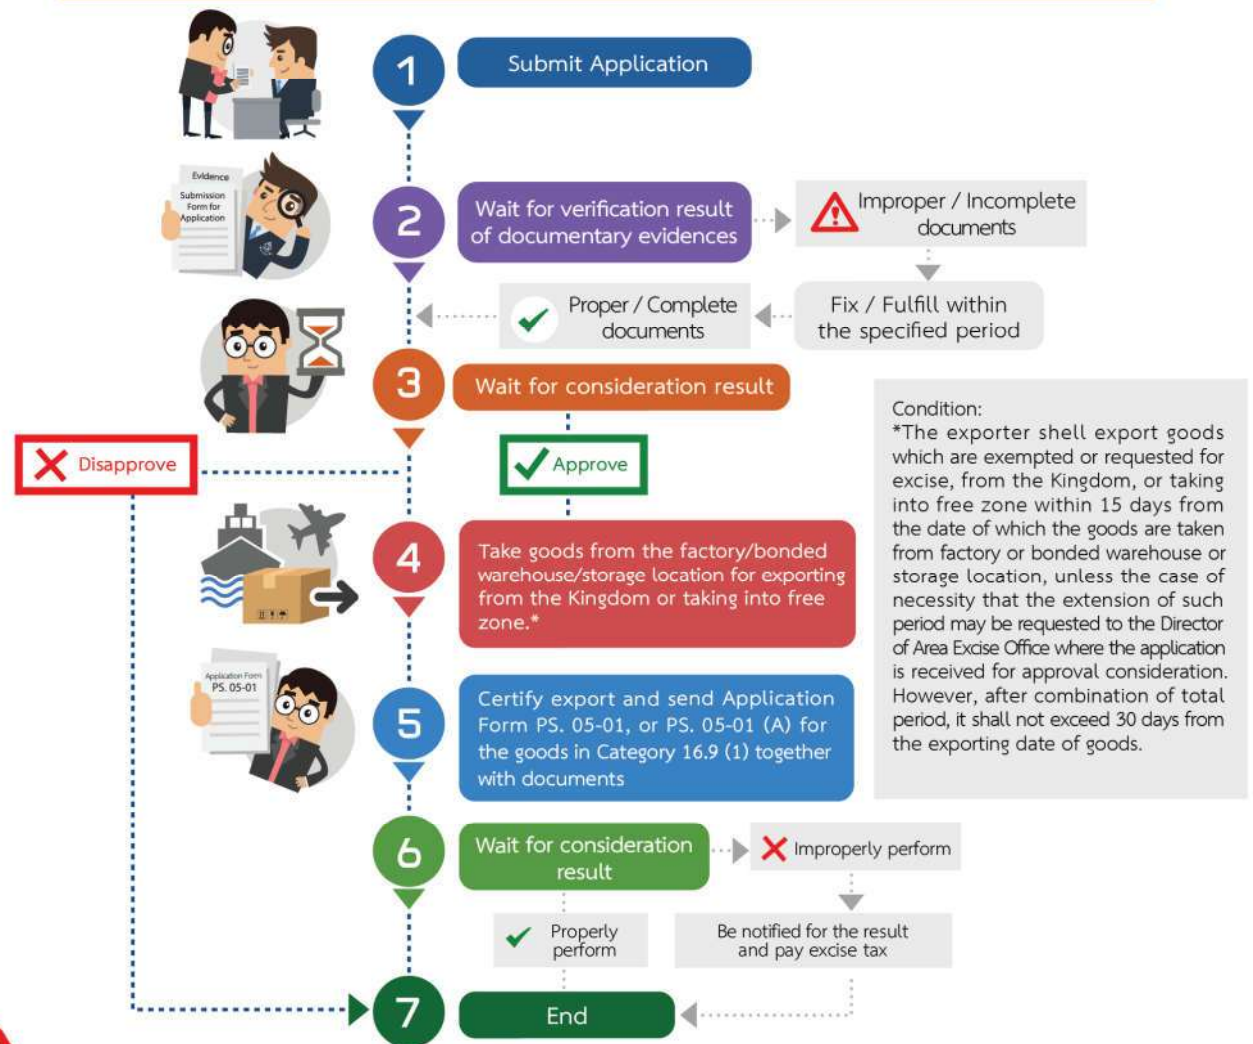 1
Submit Application
Evidence
Submission
Form for
Application
2
Wait for verification result
of documentary evidences
Improper / Incomplete
documents
Proper / Complete
documents
Fix / Fulfill within
the specified period
3
Wait for consideration result
Disapprove
Approve
Condition:
*The exporter shell export goods
which are exempted or requested for
excise, from the Kingdom, or taking
into free zone within 15 days from
the date of which the goods are taken
from factory or bonded warehouse or
storage location, unless the case of
necessity that the extension of such
period may be requested to the Director
of Area Excise Office where the application
is received for approval consideration.
However, after combination of total
period, it shall not exceed 30 days from
the exporting date of goods.
4
Take goods from the factory/bonded
warehouse/storage location for exporting
from the Kingdom or taking into free
zone.*
Application Form
PS. 05-01
5
Certify export and send Application
Form PS. 05-01, or PS. 05-01 (A) for
the goods in Category 16.9 (1) together
with documents
6
Wait for consideration
result
Improperly perform
Properly
perform
Be notified for the result
and pay excise tax
7
End